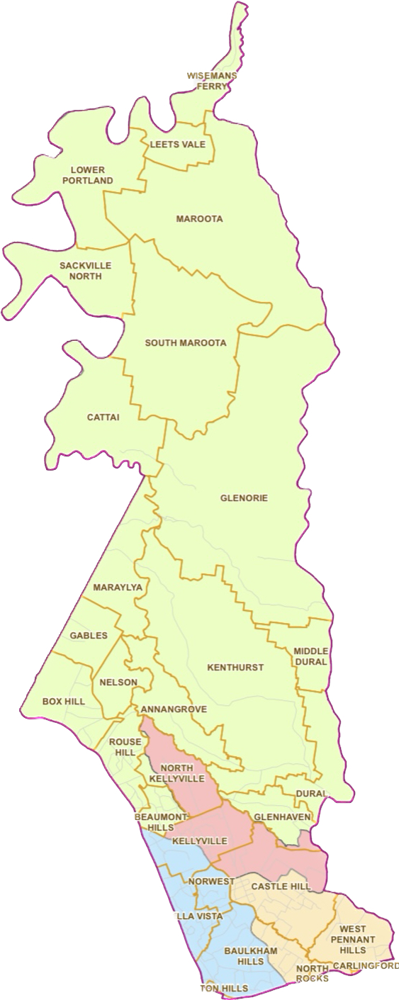 WISEMANS
FERRY
LEETS VALE
LOWER
PORTLAND
MAROOTA
SACKVILLE
NORTH
SOUTH MAROOTA
CATTAI
GLENORIE
MARAYLYA
GABLES
MIDDLE
DURAL
KENTHURST
NELSON
BOX HILL
ANNANGROVE
ROUSE
HILL
NORTH
KELLYVILLE
DURAL
BEAUMONT
HILLS
GLENHAVEN
KELLYVILLE
NORWEST
CASTLE HILL
LLA VISTA
WEST
PENNANT
HILLS
BAULKHAM
HILLS
NORTH
ROCKS
CARLINGFORD
TON HILLS